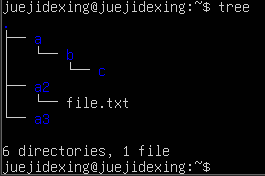 juejidexing@juejidexing:~$ tree
.
├── a
│   └── b
│       └── c
├── a2
│   └── file.txt
└── a3

6 directories, 1 file
juejidexing@juejidexing:~$